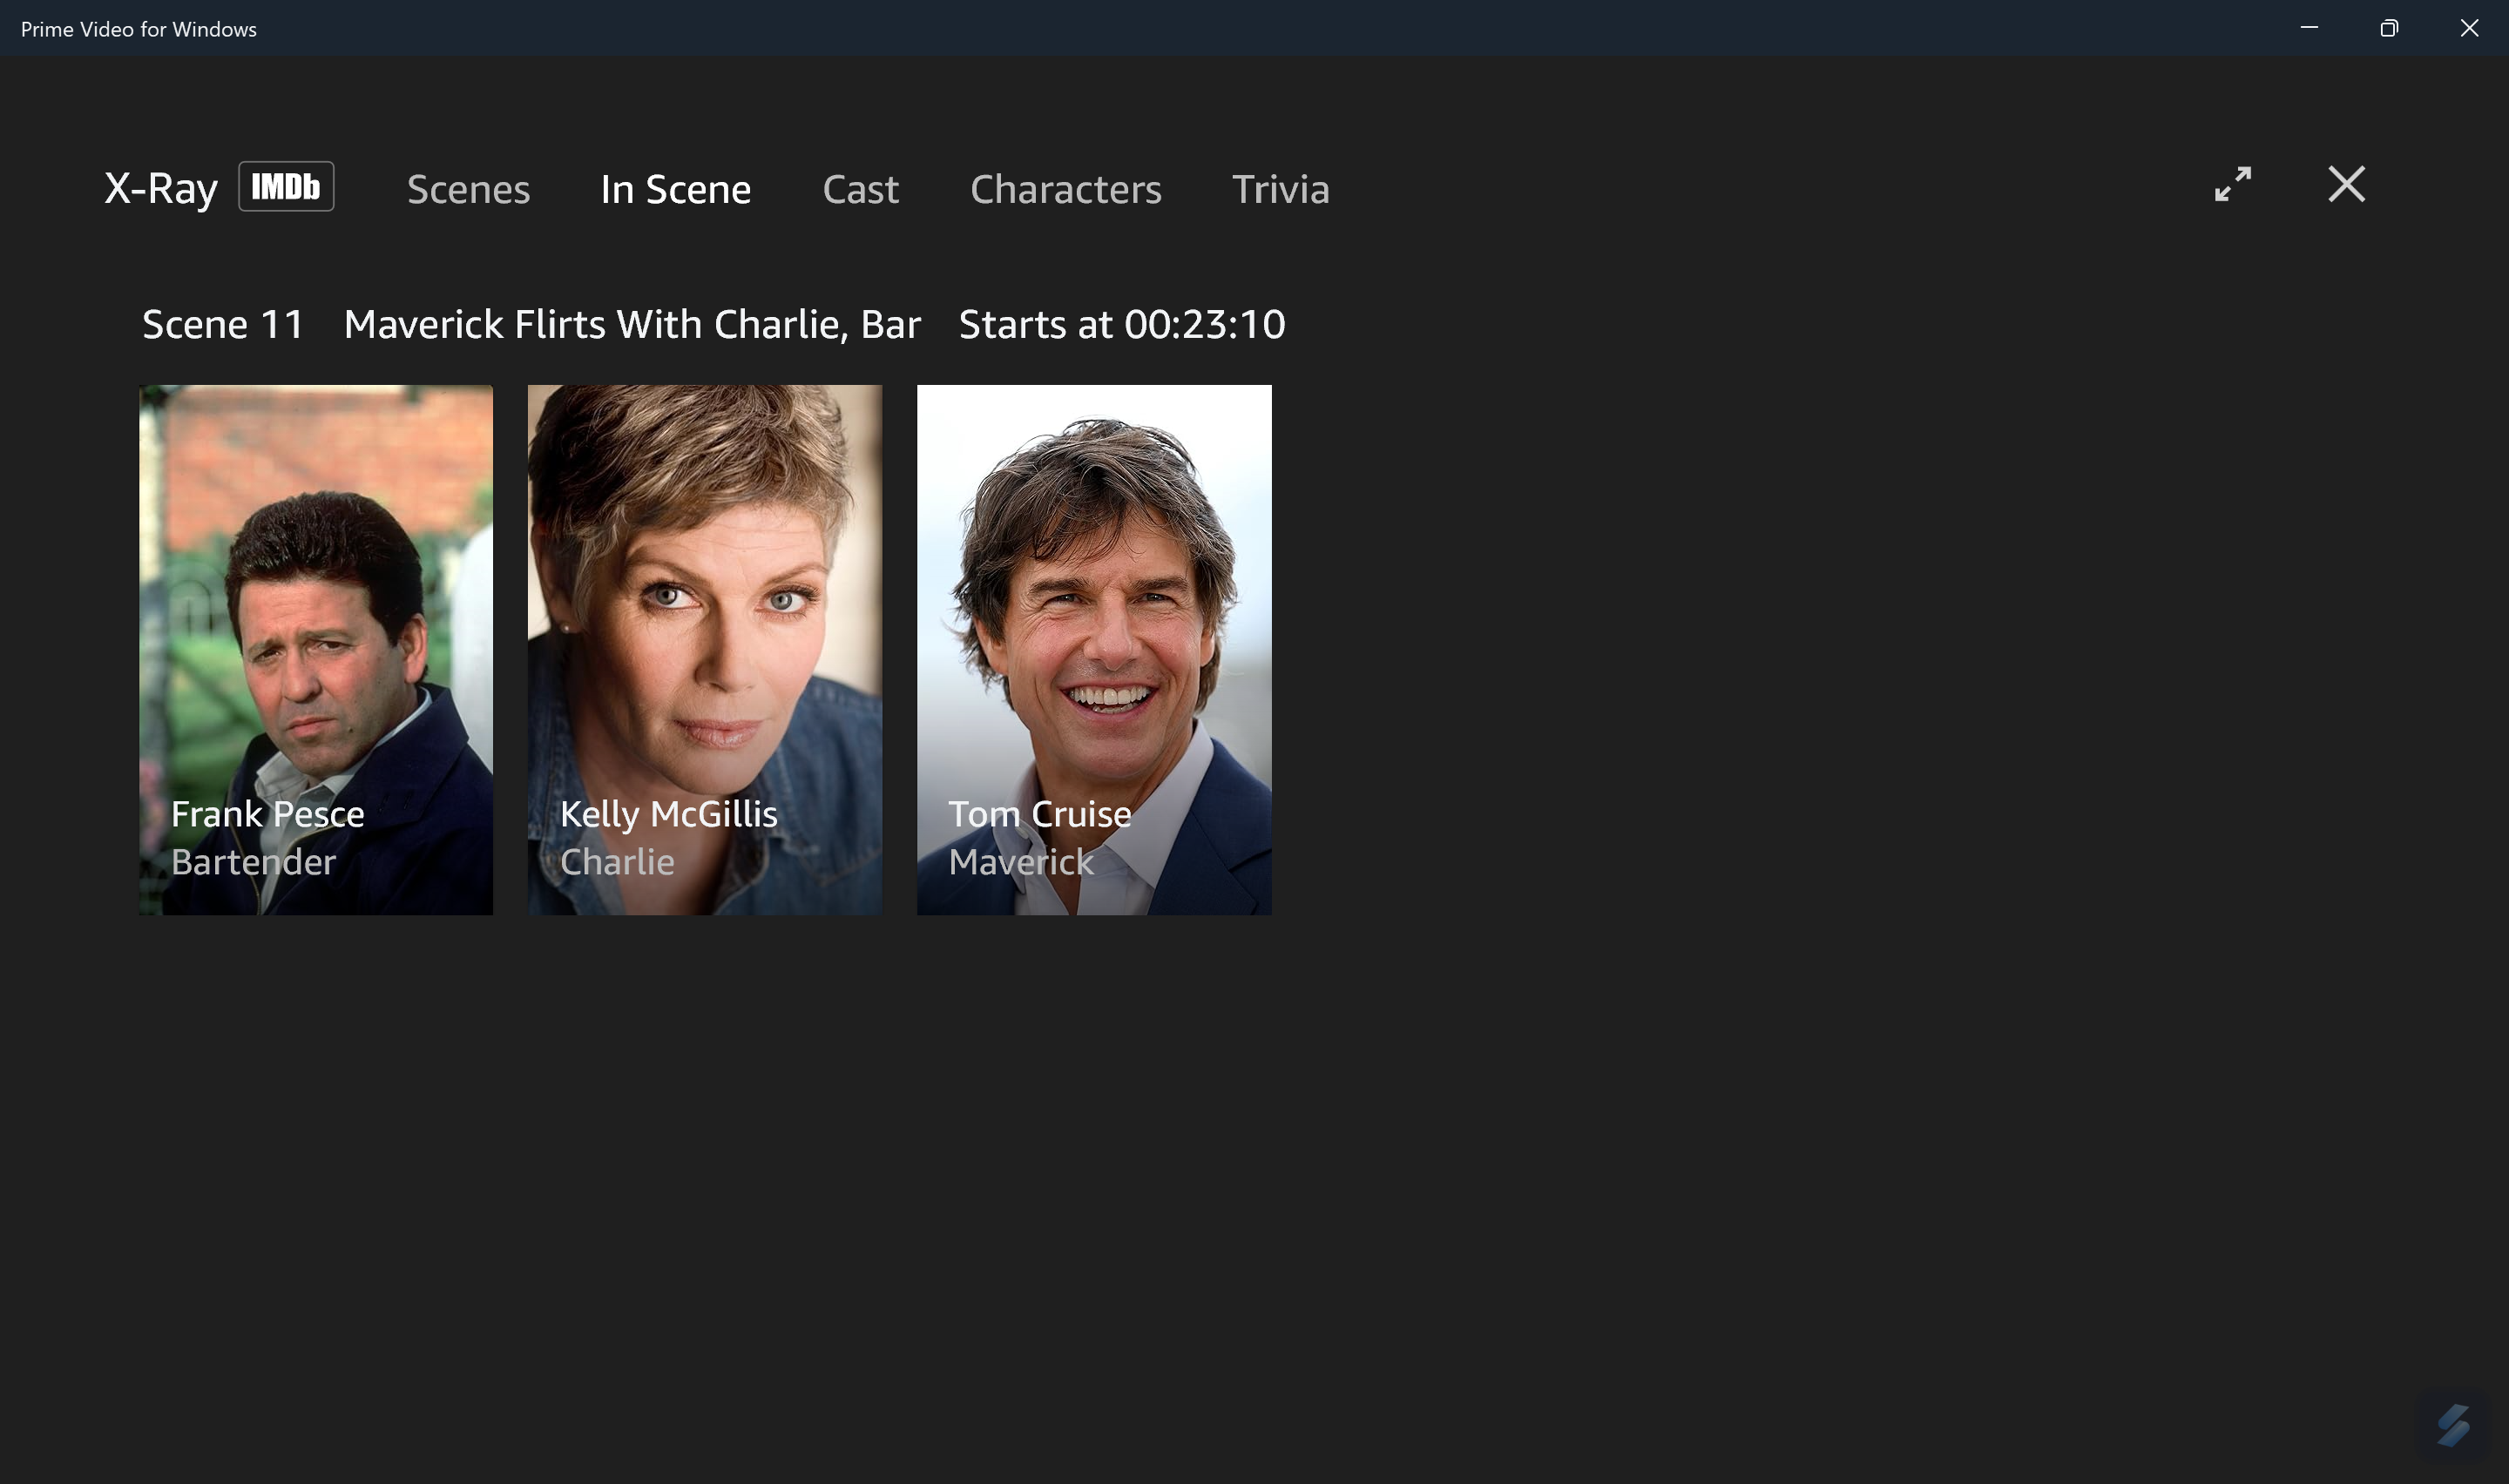 Prime Video for Windows
X-Ray IMDb Scenes In Scene Cast Characters Trivia
Scene 11 Maverick Flirts With Charlie, Bar Starts at 00:23:10
Frank Pesce
Bartender
Kelly McGillis
Charlie
Tom Cruise
Maverick